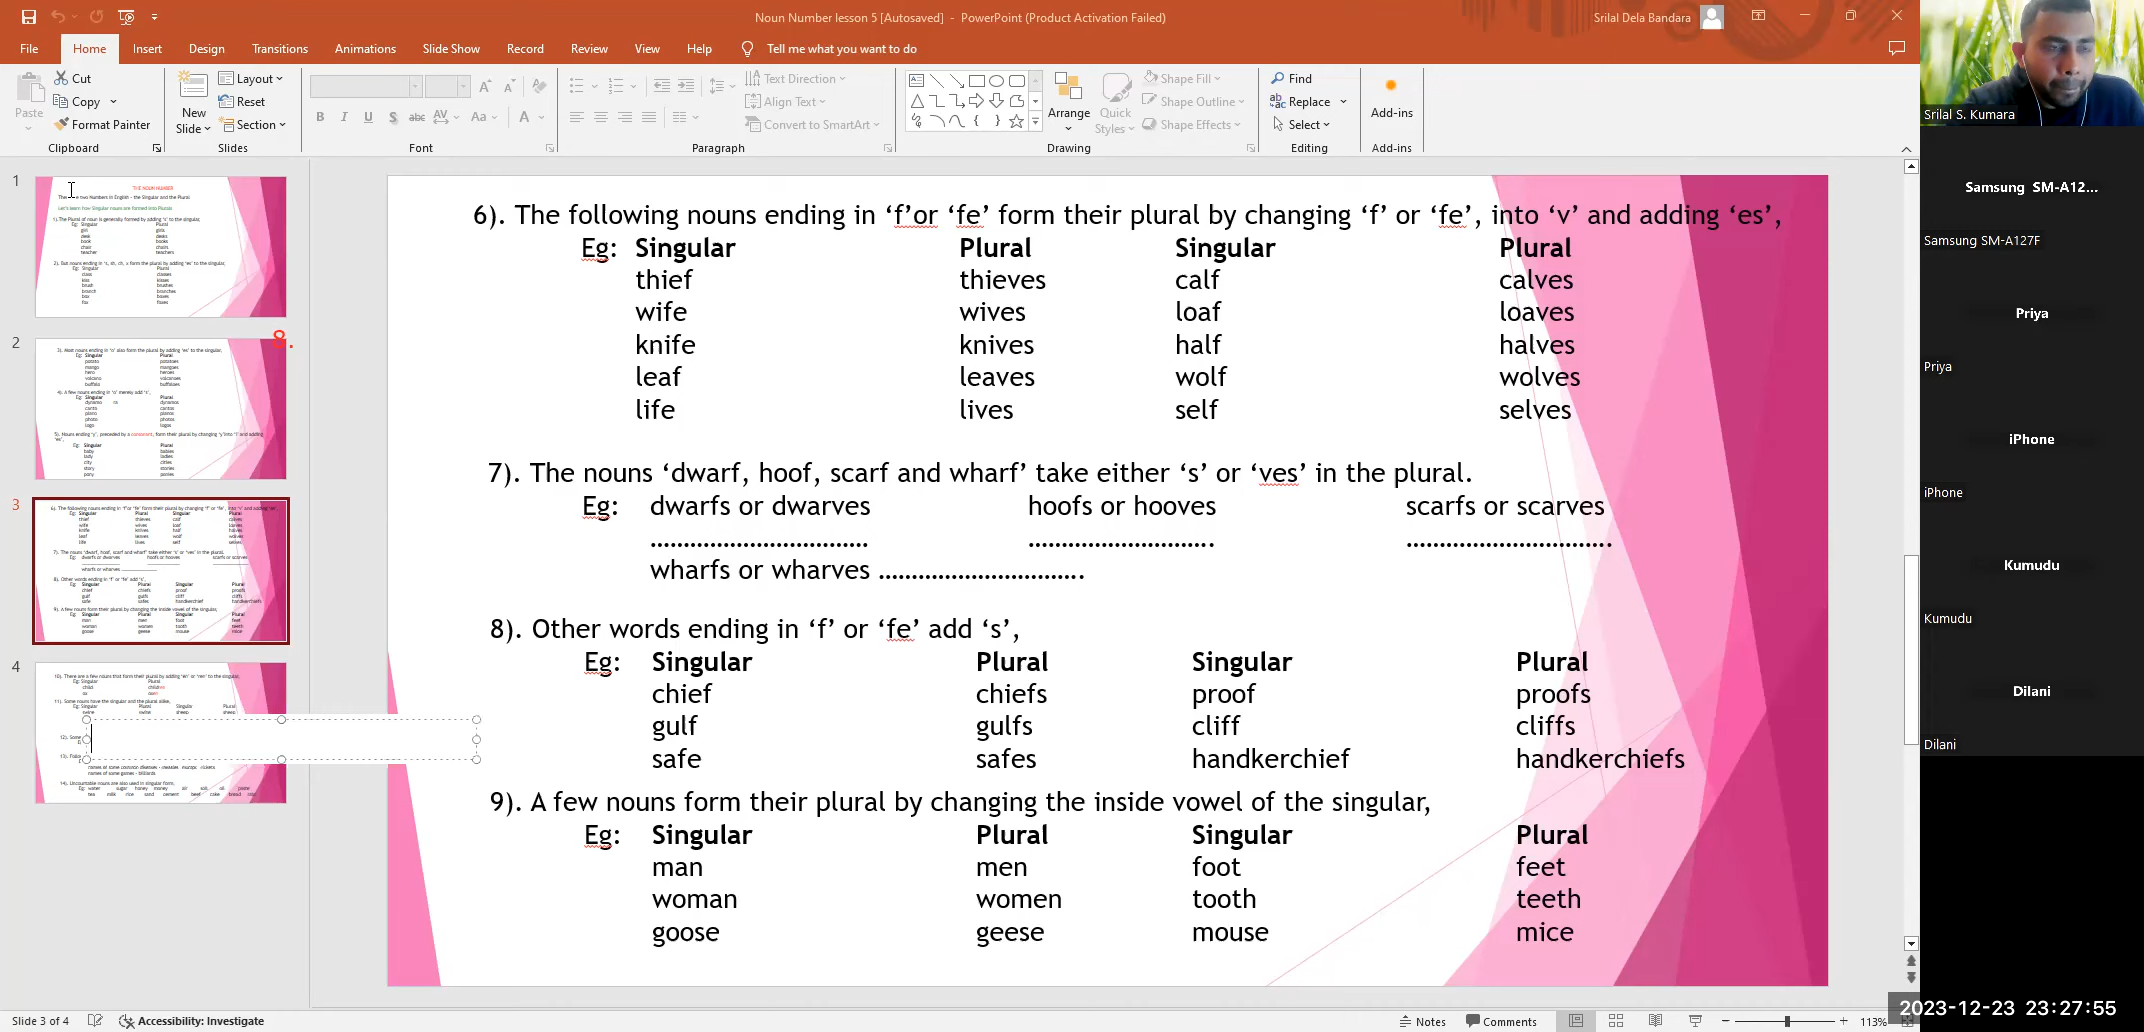 Noun Number lesson 5 [Autosaved] - PowerPoint (Product Activation Failed)
Srilal Dela Bandara
File Home Insert Design Transitions Animations Slide Show Record Review View Help Tell me what you want to do
Paste Cut Copy Format Painter Clipboard
New Slide Layout Reset Section Slides
B I U S abc AV Aa A Font
Text Direction Align Text Convert to SmartArt Paragraph
Arrange Quick Styles Shape Fill Shape Outline Shape Effects Drawing
Find Replace Select Editing
Add-ins Add-ins
6). The following nouns ending in ‘f’or ‘fe’ form their plural by changing ‘f’ or ‘fe’, into ‘v’ and adding ‘es’,
Eg: Singular Plural Singular Plural
thief thieves calf calves
wife wives loaf loaves
knife knives half halves
leaf leaves wolf wolves
life lives self selves
7). The nouns ‘dwarf, hoof, scarf and wharf’ take either ‘s’ or ‘ves’ in the plural.
Eg: dwarfs or dwarves hoofs or hooves scarfs or scarves
................................. ............................ ...............................
wharfs or wharves ...............................
8). Other words ending in ‘f’ or ‘fe’ add ‘s’,
Eg: Singular Plural Singular Plural
chief chiefs proof proofs
gulf gulfs cliff cliffs
safe safes handkerchief handkerchiefs
9). A few nouns form their plural by changing the inside vowel of the singular,
Eg: Singular Plural Singular Plural
man men foot feet
woman women tooth teeth
goose geese mouse mice
1
2
8.
3
4
Srilal S. Kumara
Samsung SM-A12...
Samsung SM-A127F
Priya
Priya
iPhone
iPhone
Kumudu
Kumudu
Dilani
Dilani
2023-12-23 23:27:55
Slide 3 of 4 Accessibility: Investigate Notes Comments 113%